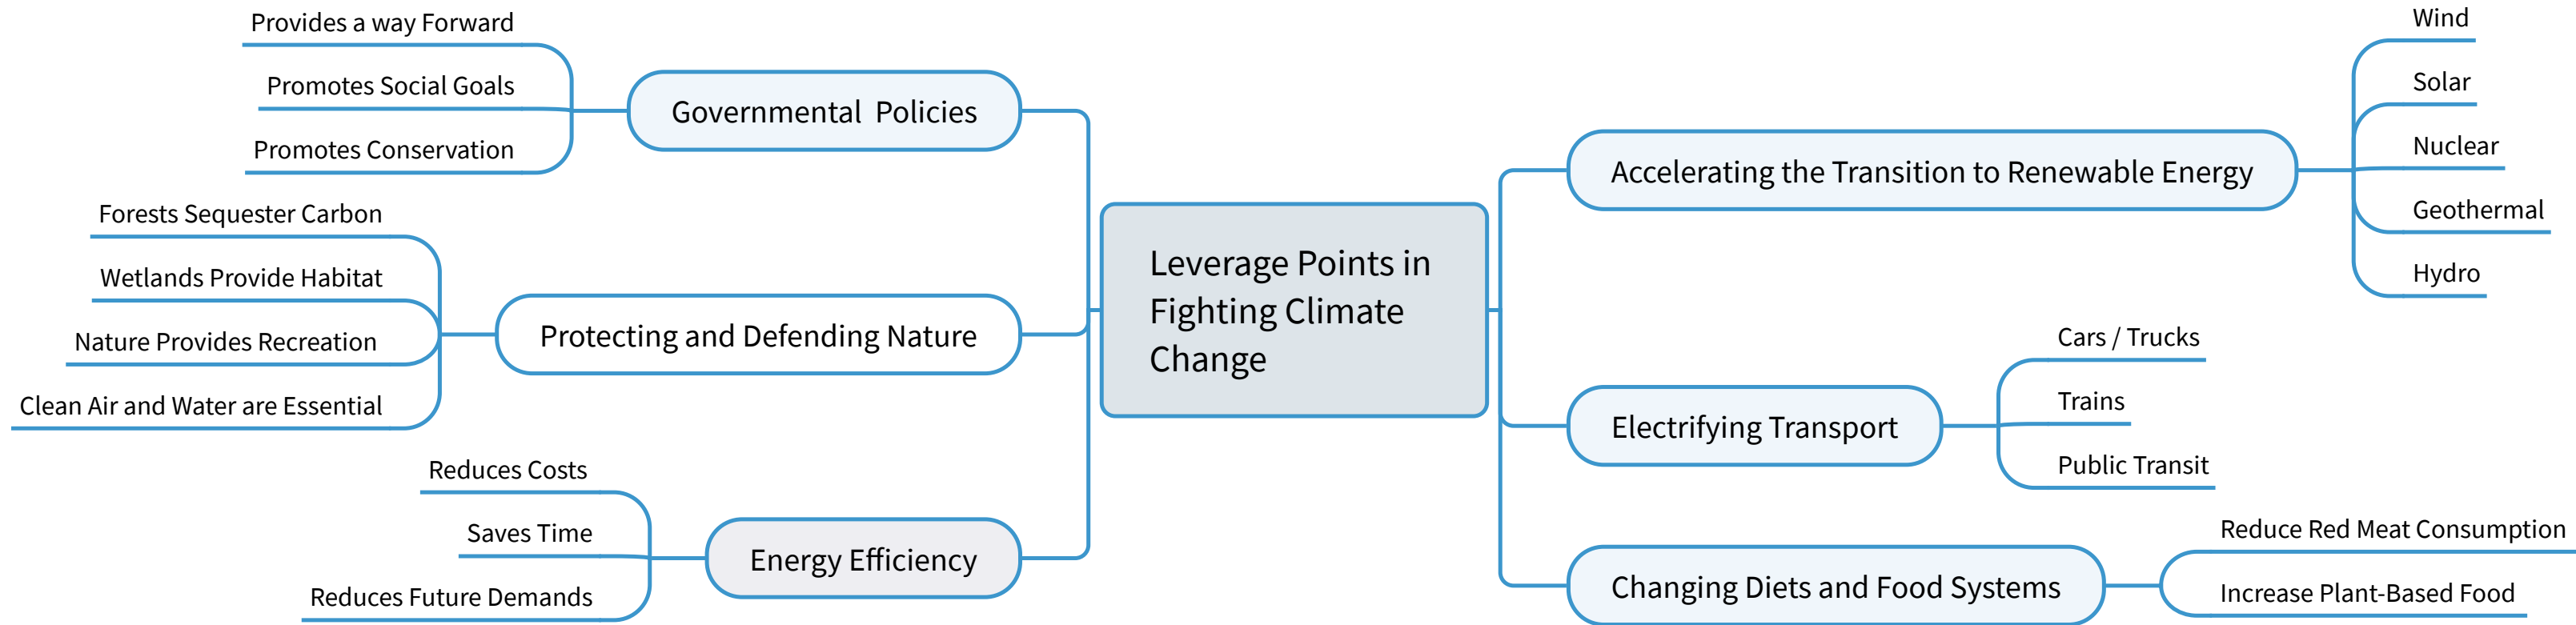 Leverage Points in
Fighting Climate
Change
Governmental  Policies
Provides a way Forward
Promotes Social Goals
Promotes Conservation
Protecting and Defending Nature
Forests Sequester Carbon
Wetlands Provide Habitat
Nature Provides Recreation
Clean Air and Water are Essential
Energy Efficiency
Reduces Costs
Saves Time
Reduces Future Demands
Accelerating the Transition to Renewable Energy
Wind
Solar
Nuclear
Geothermal
Hydro
Electrifying Transport
Cars / Trucks
Trains
Public Transit
Changing Diets and Food Systems
Reduce Red Meat Consumption
Increase Plant-Based Food